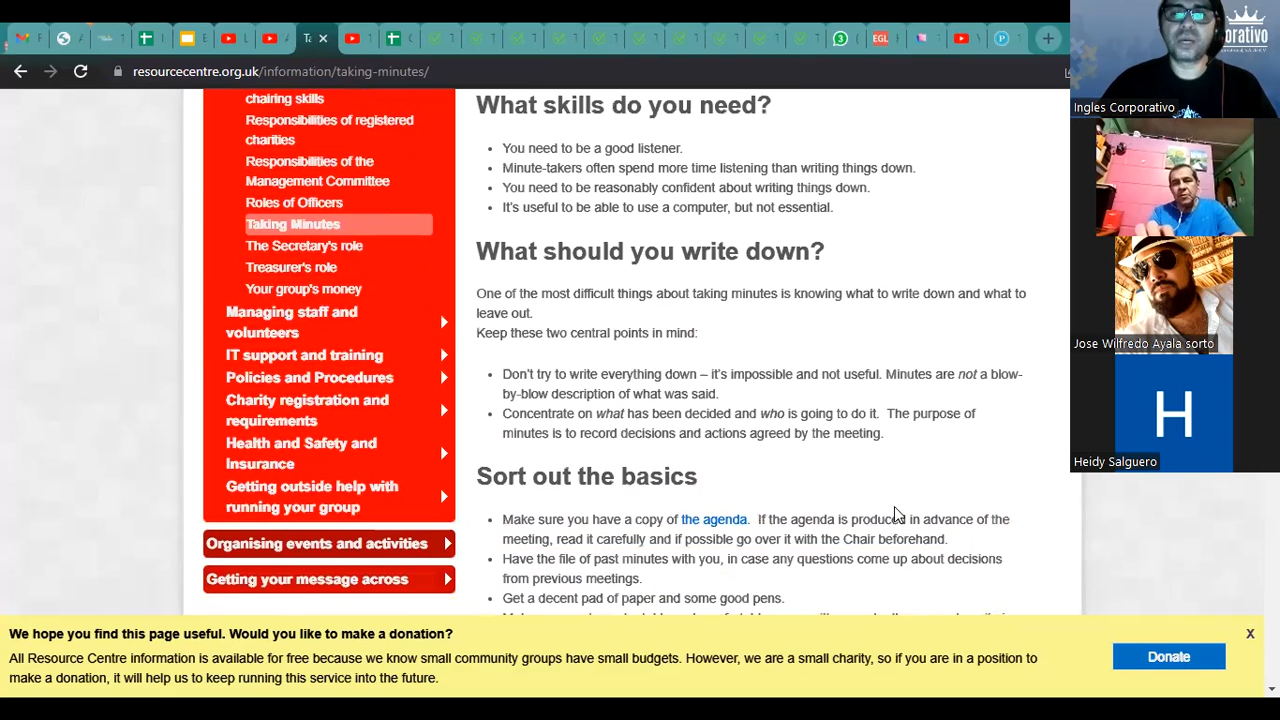 Ta
EGL
3
resourcecentre.org.uk/information/taking-minutes/
orativo
Ingles Corporativo
Jose Wilfredo Ayala sorto
H
Heidy Salguero
chairing skills
Responsibilities of registered
charities
Responsibilities of the
Management Committee
Roles of Officers
Taking Minutes
The Secretary's role
Treasurer's role
Your group's money
Managing staff and
volunteers
IT support and training
Policies and Procedures
Charity registration and
requirements
Health and Safety and
Insurance
Getting outside help with
running your group
Organising events and activities
Getting your message across
What skills do you need?
• You need to be a good listener.
• Minute-takers often spend more time listening than writing things down.
• You need to be reasonably confident about writing things down.
• It's useful to be able to use a computer, but not essential.
What should you write down?
One of the most difficult things about taking minutes is knowing what to write down and what to
leave out.
Keep these two central points in mind:
• Don't try to write everything down – it's impossible and not useful. Minutes are not a blow-
by-blow description of what was said.
• Concentrate on what has been decided and who is going to do it. The purpose of
minutes is to record decisions and actions agreed by the meeting.
Sort out the basics
• Make sure you have a copy of the agenda. If the agenda is produced in advance of the
meeting, read it carefully and if possible go over it with the Chair beforehand.
• Have the file of past minutes with you, in case any questions come up about decisions
from previous meetings.
• Get a decent pad of paper and some good pens.
We hope you find this page useful. Would you like to make a donation?
X
All Resource Centre information is available for free because we know small community groups have small budgets. However, we are a small charity, so if you are in a position to
make a donation, it will help us to keep running this service into the future.
Donate